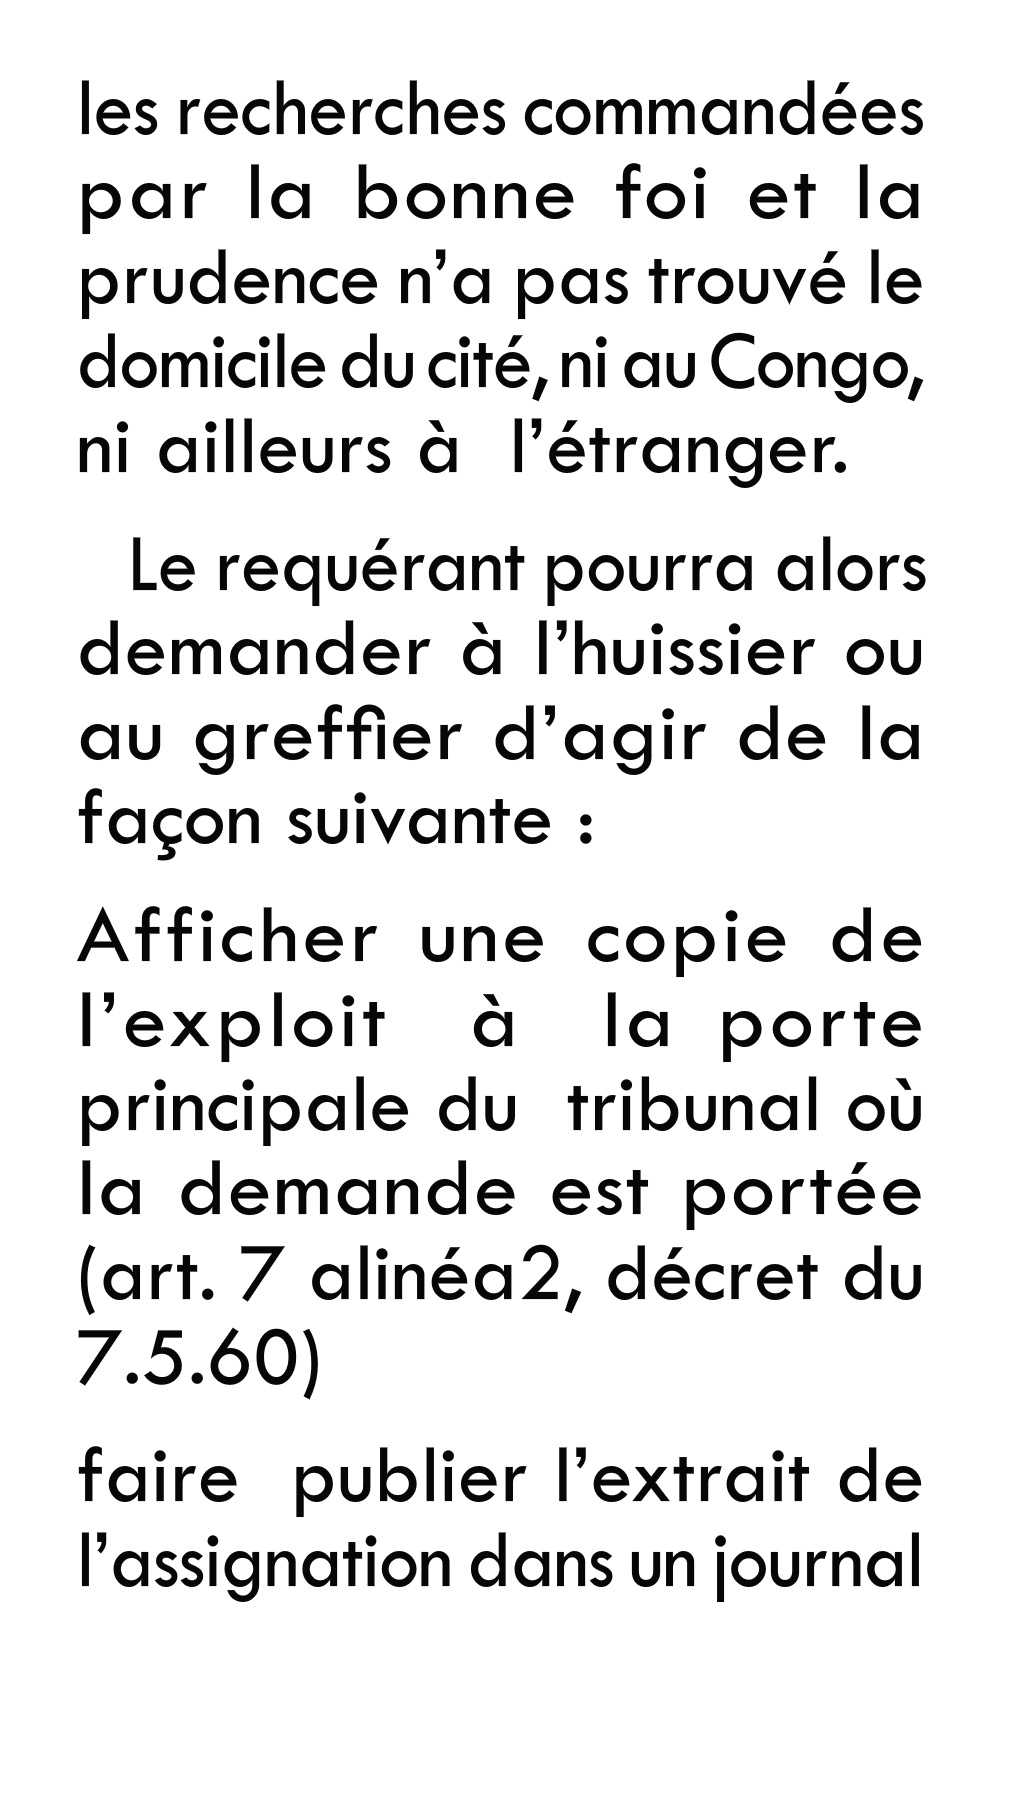 les recherches commandées
par la bonne foi et la
prudence n’a pas trouvé le
domicile du cité, ni au Congo,
ni ailleurs à l’étranger.
Le requérant pourra alors
demander à l’huissier ou
au greffier d’agir de la
façon suivante :
Afficher une copie de
l’exploit à la porte
principale du tribunal où
la demande est portée
(art. 7 alinéa2, décret du
7.5.60)
faire publier l’extrait de
l’assignation dans un journal